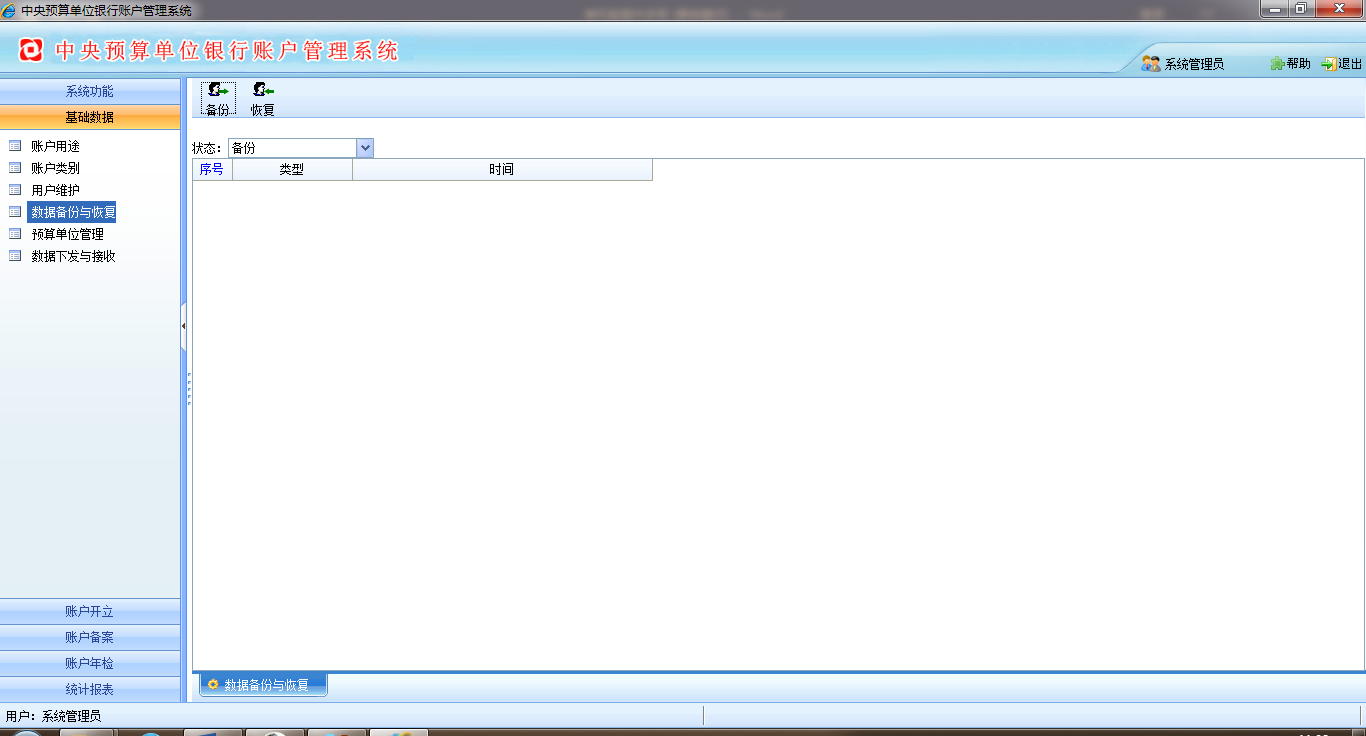 中央预算单位银行账户管理系统
中央预算单位银行账户管理系统
系统管理员 帮助 退出
系统功能
基础数据
账户用途
账户类别
用户维护
数据备份与恢复
预算单位管理
数据下发与接收
账户开立
账户备案
账户年检
统计报表
备份 恢复
状态: 备份
序号 类型 时间
数据备份与恢复
用户: 系统管理员